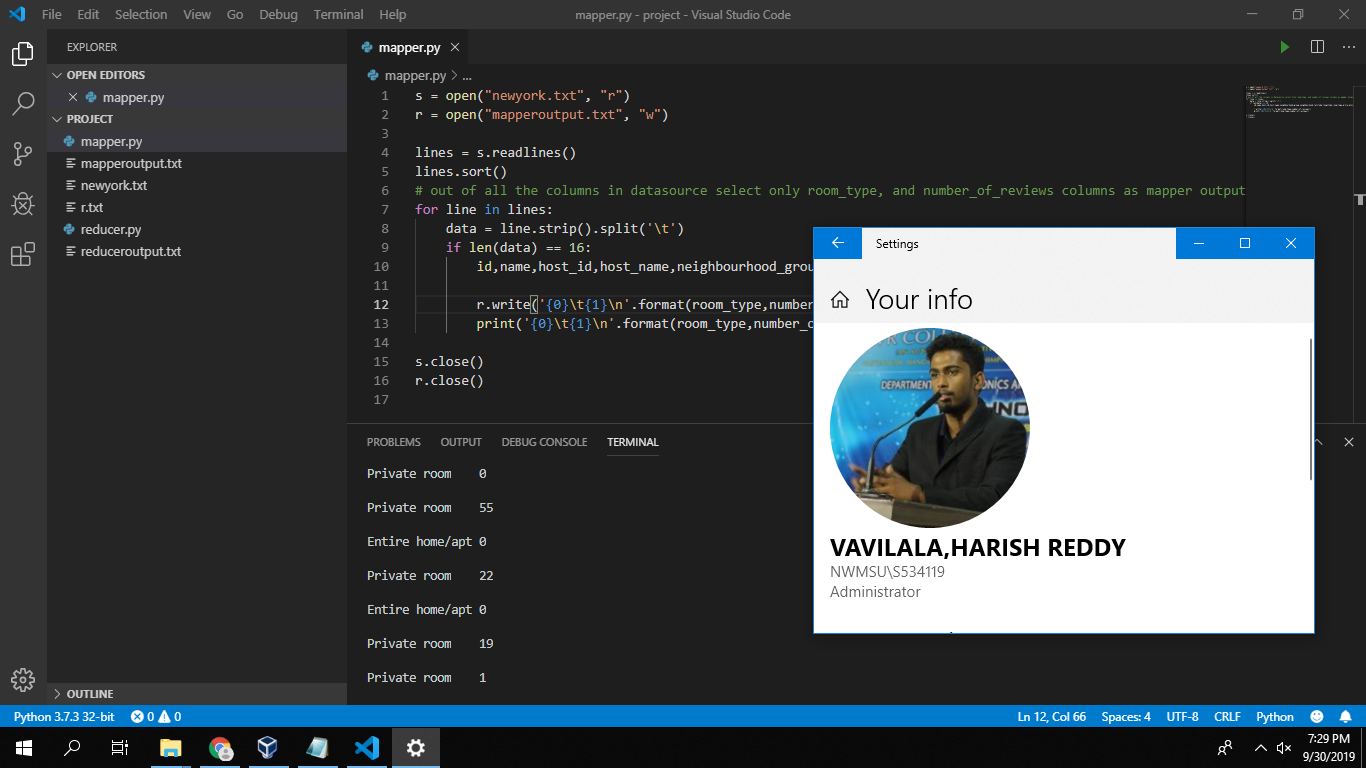 File Edit Selection View Go Debug Terminal Help
mapper.py - project - Visual Studio Code
EXPLORER
OPEN EDITORS
mapper.py
PROJECT
mapper.py
mapperoutput.txt
newyork.txt
r.txt
reducer.py
reduceroutput.txt
OUTLINE
mapper.py
mapper.py > ...
1 s = open("newyork.txt", "r")
2 r = open("mapperoutput.txt", "w")
3
4 lines = s.readlines()
5 lines.sort()
6 # out of all the columns in datasource select only room_type, and number_of_reviews columns as mapper output
7 for line in lines:
8 data = line.strip().split('\t')
9 if len(data) == 16:
10 id,name,host_id,host_name,neighbourhood_grou
11
12 r.write('{0}\t{1}\n'.format(room_type,number
13 print('{0}\t{1}\n'.format(room_type,number_o
14
15 s.close()
16 r.close()
17
PROBLEMS OUTPUT DEBUG CONSOLE TERMINAL
Private room 0
Private room 55
Entire home/apt 0
Private room 22
Entire home/apt 0
Private room 19
Private room 1
Settings
Your info
DEPARTMENT
VAVILALA,HARISH REDDY
NWMSU\S534119
Administrator
Python 3.7.3 32-bit 0 0
Ln 12, Col 66 Spaces: 4 UTF-8 CRLF Python
7:29 PM
9/30/2019